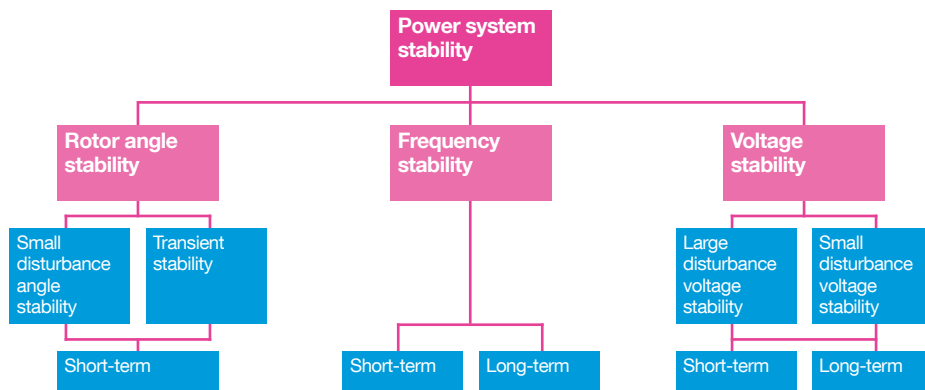 Power system
stability
Rotor angle
stability
Frequency
stability
Voltage
stability
Small
disturbance
angle
stability
Transient
stability
Large
disturbance
voltage
stability
Small
disturbance
voltage
stability
Short-term
Short-term
Long-term
Short-term
Long-term